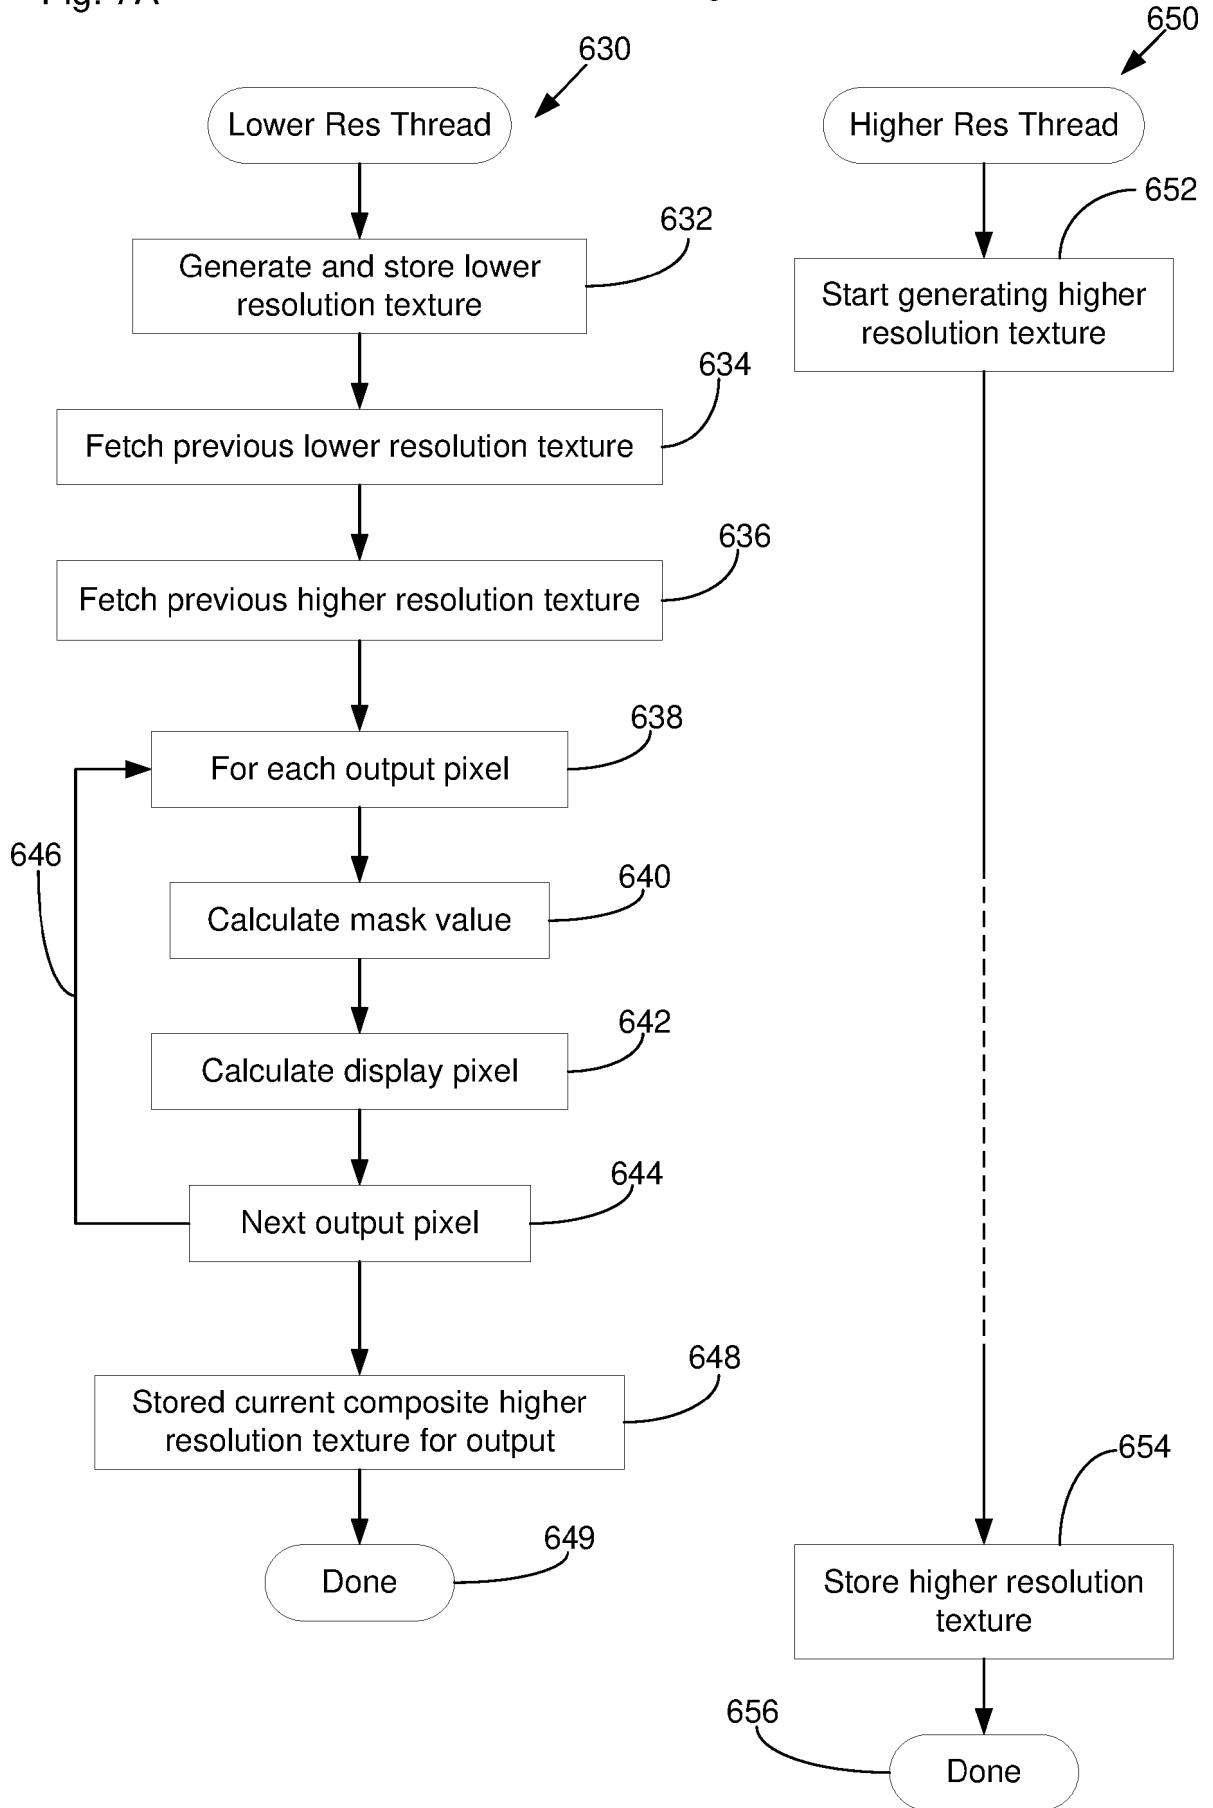 650
630
Lower Res Thread
Higher Res Thread
652
632
Generate and store lower
resolution texture
Start generating higher
resolution texture
634
Fetch previous lower resolution texture
636
Fetch previous higher resolution texture
638
For each output pixel
646
640
Calculate mask value
642
Calculate display pixel
644
Next output pixel
648
Stored current composite higher
resolution texture for output
654
649
Done
Store higher resolution
texture
656
Done